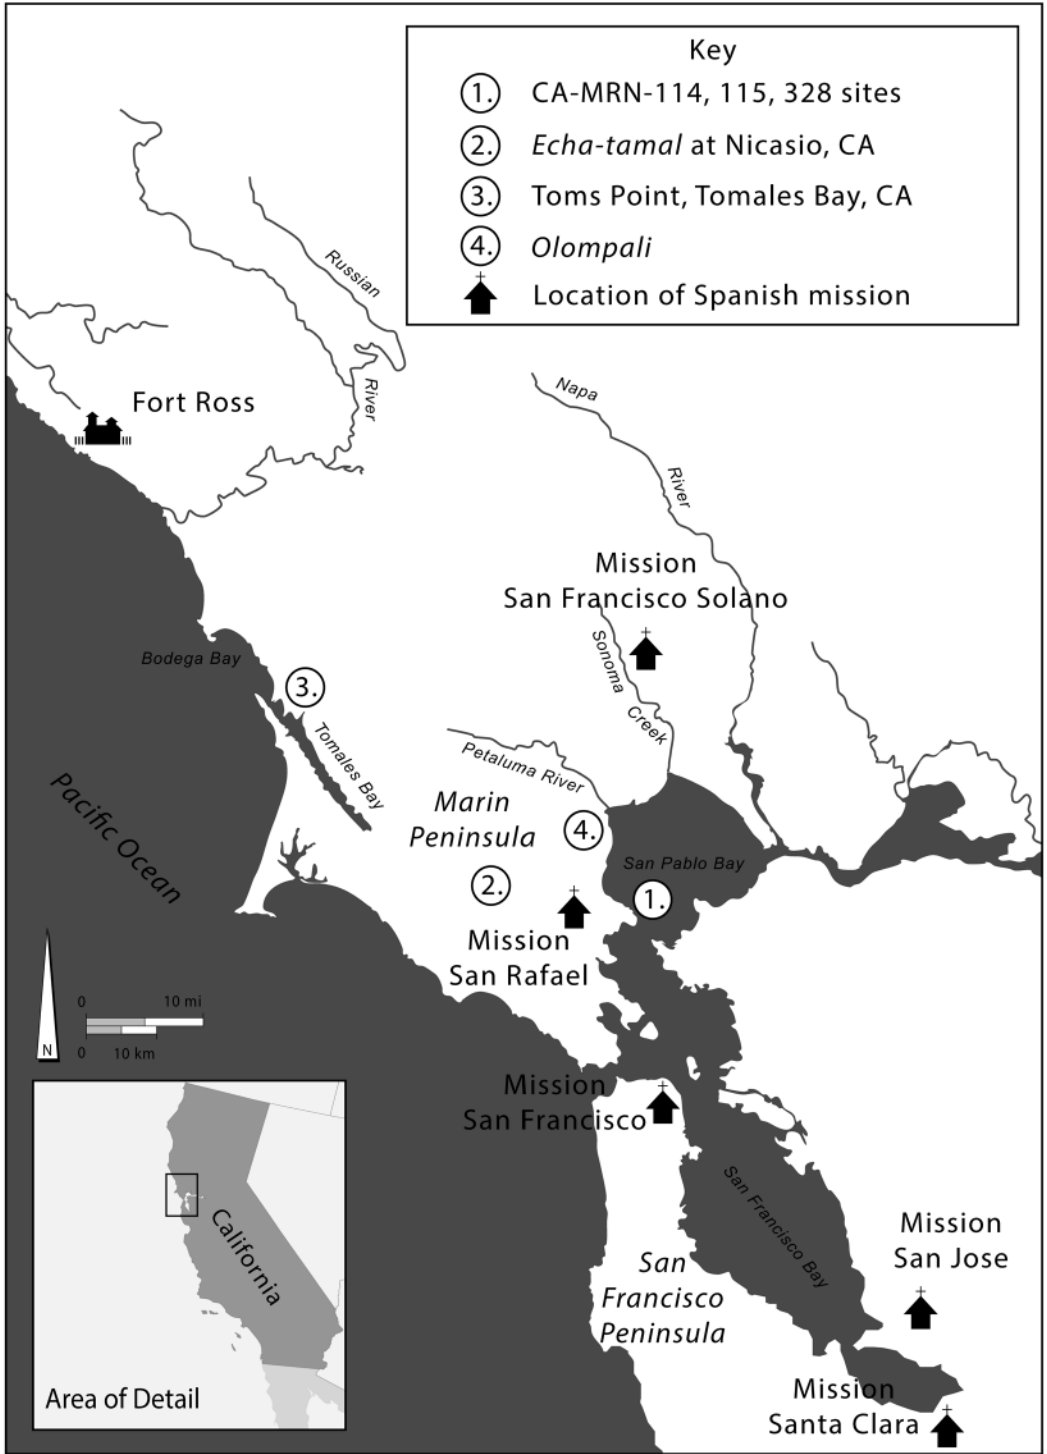 Key
1. CA-MRN-114, 115, 328 sites
2. Echa-tamal at Nicasio, CA
3. Toms Point, Tomales Bay, CA
4. Olompali
Location of Spanish mission
Russian
River
Fort Ross
Napa
River
Mission
San Francisco Solano
Sonoma
Creek
Bodega Bay
3.
Tomales Bay
Petaluma River
Marin
Peninsula
4.
Pacific Ocean
San Pablo Bay
2.
1.
Mission
San Rafael
0 10 mi
0 10 km
N
Mission
San Francisco
San Francisco Bay
California
Mission
San Jose
San
Francisco
Peninsula
Area of Detail
Mission
Santa Clara